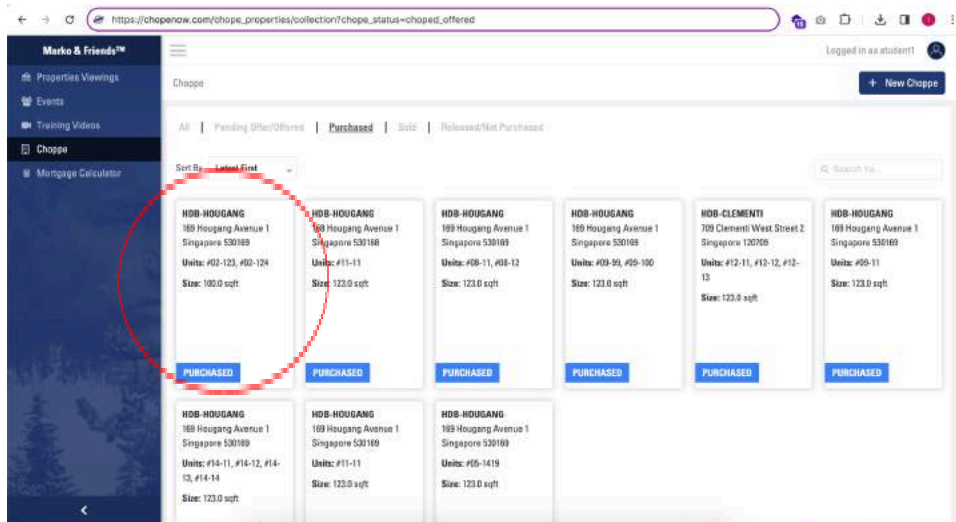 https://chopenow.com/chope_properties/collection?chope_status=choped_offered
15
Marko & Friends™
Logged in as student1
Properties Viewings
Events
Training Videos
Choppe
Mortgage Calculator
Choppe
+ New Choppe
All | Pending Offer/Offered | Purchased | Sold | Released/Not Purchased
Sort By Latest First
Search for...
HDB-HOUGANG
169 Hougang Avenue 1
Singapore 530169
Units: #02-123, #02-124
Size: 100.0 sqft
PURCHASED
HDB-HOUGANG
168 Hougang Avenue 1
Singapore 530168
Units: #11-11
Size: 123.0 sqft
PURCHASED
HDB-HOUGANG
169 Hougang Avenue 1
Singapore 530169
Units: #08-11, #08-12
Size: 123.0 sqft
PURCHASED
HDB-HOUGANG
169 Hougang Avenue 1
Singapore 530169
Units: #09-99, #09-100
Size: 123.0 sqft
PURCHASED
HDB-CLEMENTI
709 Clementi West Street 2
Singapore 120709
Units: #12-11, #12-12, #12-
13
Size: 123.0 sqft
PURCHASED
HDB-HOUGANG
169 Hougang Avenue 1
Singapore 530169
Units: #09-11
Size: 123.0 sqft
PURCHASED
HDB-HOUGANG
169 Hougang Avenue 1
Singapore 530169
Units: #14-11, #14-12, #14-
13, #14-14
Size: 123.0 sqft
HDB-HOUGANG
169 Hougang Avenue 1
Singapore 530169
Units: #11-11
Size: 123.0 sqft
HDB-HOUGANG
169 Hougang Avenue 1
Singapore 530169
Units: #05-1419
Size: 123.0 sqft